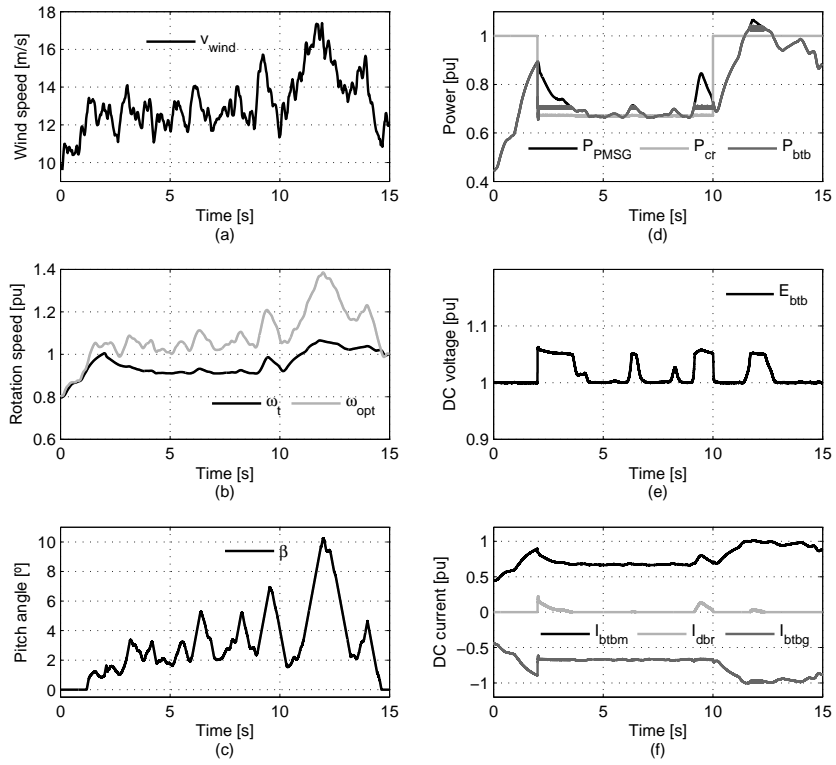 18
16
14
12
10
Wind speed [m/s]
v_wind
0 5 10 15
Time [s]
(a)
1.4
1.2
1
0.8
0.6
Rotation speed [pu]
ω_t ω_opt
0 5 10 15
Time [s]
(b)
10
8
6
4
2
0
Pitch angle [º]
β
0 5 10 15
Time [s]
(c)
1
0.8
0.6
0.4
Power [pu]
P_PMSG P_cr P_btb
0 5 10 15
Time [s]
(d)
1.1
1
0.9
DC voltage [pu]
E_btb
0 5 10 15
Time [s]
(e)
1
0.5
0
−0.5
−1
DC current [pu]
I_btbm I_dbr I_btbg
0 5 10 15
Time [s]
(f)